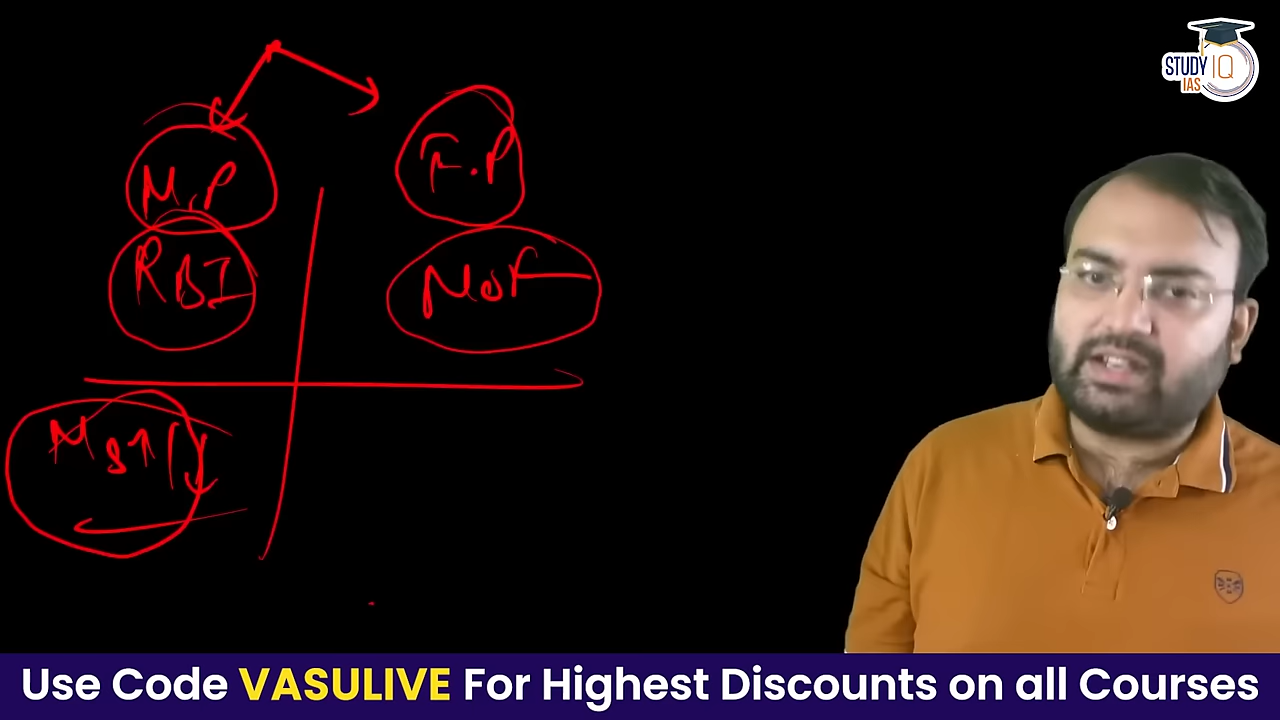 STUDY IQ
IAS
M.P
F.P
RBI
MoF
M S ↑ ↓
Use Code VASULIVE For Highest Discounts on all Courses